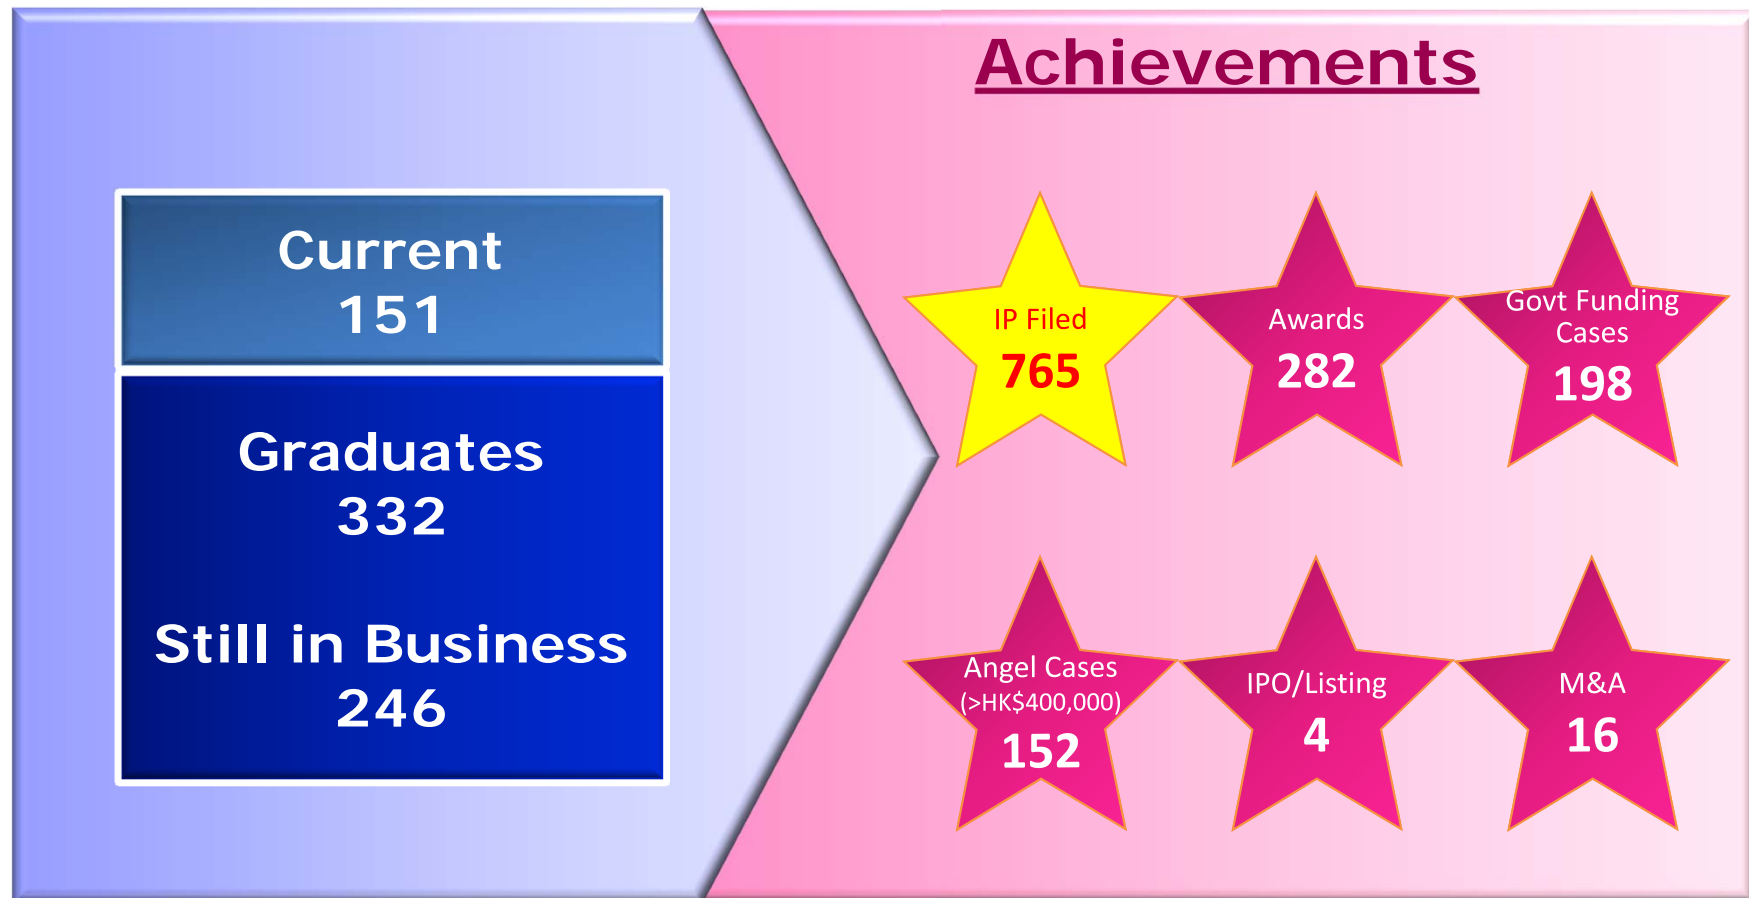 Achievements
Current
151
Graduates
332
Still in Business
246
IP Filed
765
Awards
282
Govt Funding
Cases
198
Angel Cases
(>HK$400,000)
152
IPO/Listing
4
M&A
16